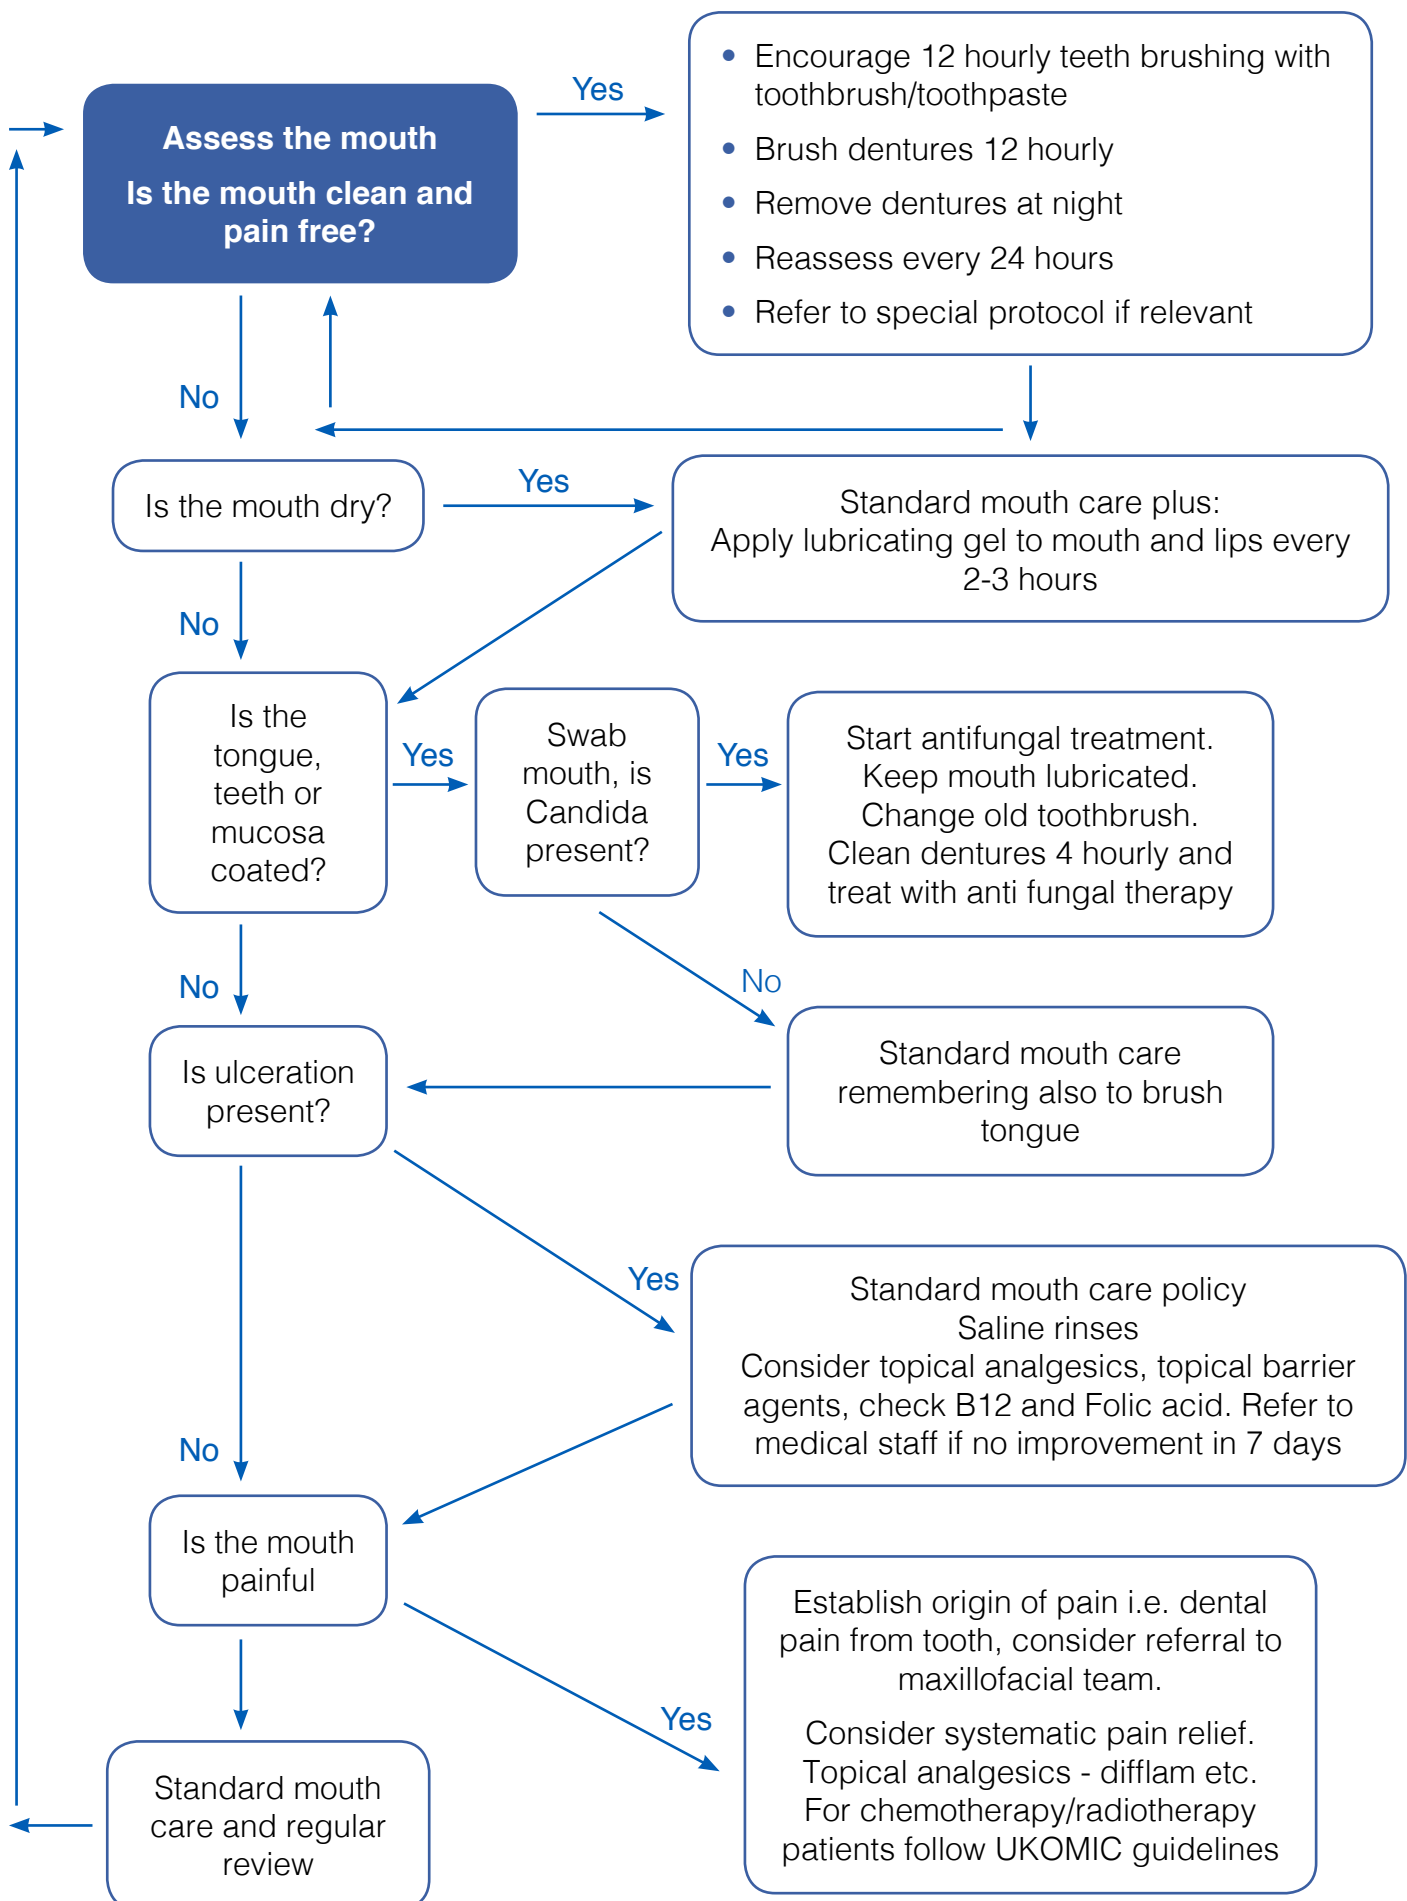 Assess the mouth
Is the mouth clean and
pain free?
Yes
• Encourage 12 hourly teeth brushing with
toothbrush/toothpaste
• Brush dentures 12 hourly
• Remove dentures at night
• Reassess every 24 hours
• Refer to special protocol if relevant
No
Is the mouth dry?
Yes
Standard mouth care plus:
Apply lubricating gel to mouth and lips every
2-3 hours
No
Is the
tongue,
teeth or
mucosa
coated?
Yes
Swab
mouth, is
Candida
present?
Yes
Start antifungal treatment.
Keep mouth lubricated.
Change old toothbrush.
Clean dentures 4 hourly and
treat with anti fungal therapy
No
No
Standard mouth care
remembering also to brush
tongue
Is ulceration
present?
Yes
Standard mouth care policy
Saline rinses
Consider topical analgesics, topical barrier
agents, check B12 and Folic acid. Refer to
medical staff if no improvement in 7 days
No
Is the mouth
painful
Yes
Establish origin of pain i.e. dental
pain from tooth, consider referral to
maxillofacial team.
Consider systematic pain relief.
Topical analgesics - difflam etc.
For chemotherapy/radiotherapy
patients follow UKOMIC guidelines
Standard mouth
care and regular
review